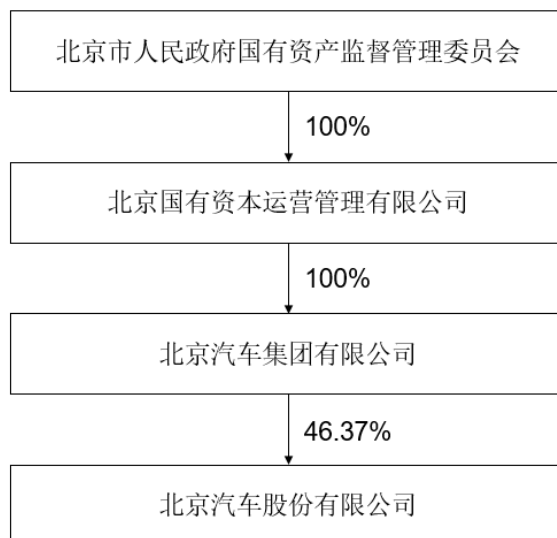 北京市人民政府国有资产监督管理委员会
100%
北京国有资本运营管理有限公司
100%
北京汽车集团有限公司
46.37%
北京汽车股份有限公司